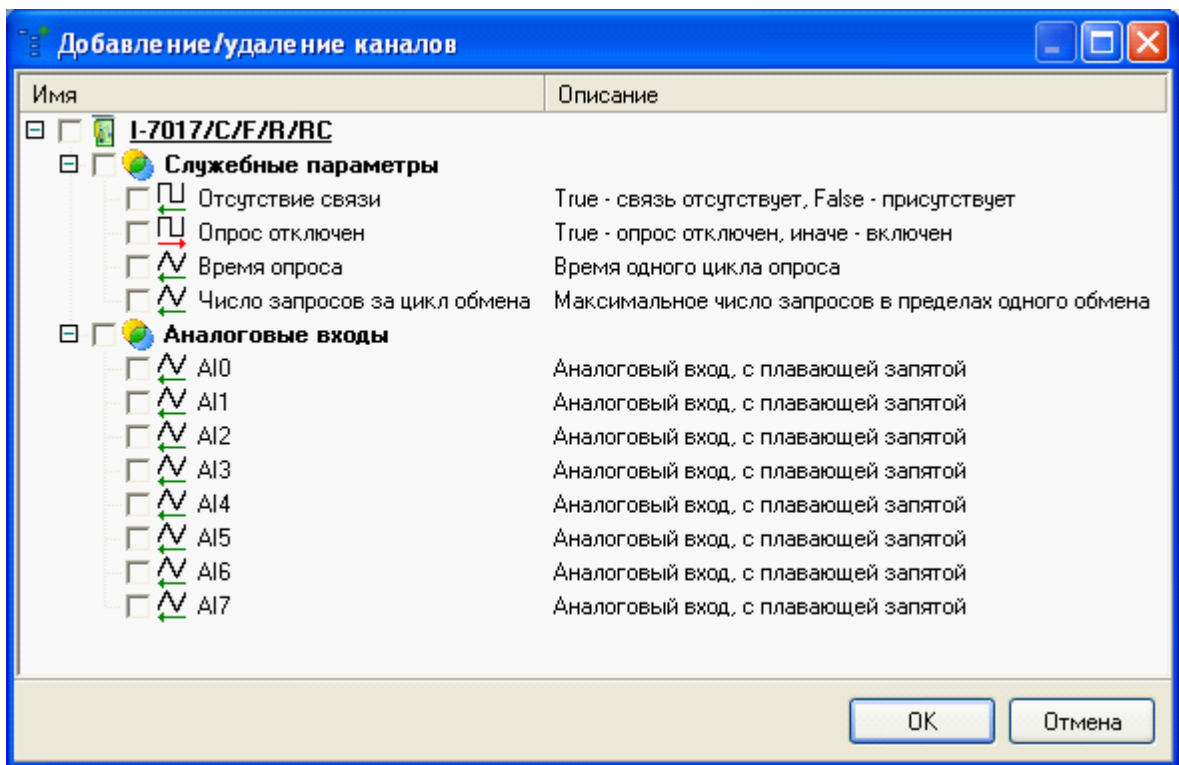 Добавление/удаление каналов
Имя Описание
I-7017/C/F/R/RC
Служебные параметры
Отсутствие связи True - связь отсутствует, False - присутствует
Опрос отключен True - опрос отключен, иначе - включен
Время опроса Время одного цикла опроса
Число запросов за цикл обмена Максимальное число запросов в пределах одного обмена
Аналоговые входы
AI0 Аналоговый вход, с плавающей запятой
AI1 Аналоговый вход, с плавающей запятой
AI2 Аналоговый вход, с плавающей запятой
AI3 Аналоговый вход, с плавающей запятой
AI4 Аналоговый вход, с плавающей запятой
AI5 Аналоговый вход, с плавающей запятой
AI6 Аналоговый вход, с плавающей запятой
AI7 Аналоговый вход, с плавающей запятой
OK Отмена